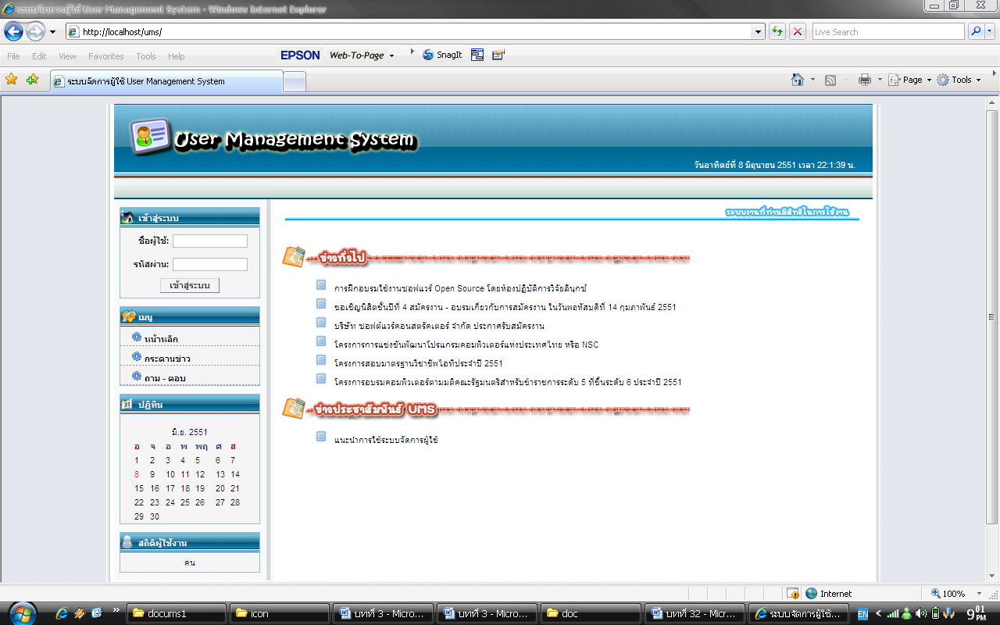 ระบบจัดการผู้ใช้ User Management System - Windows Internet Explorer
http://localhost/ums/
Live Search
File Edit View Favorites Tools Help
EPSON Web-To-Page SnagIt
ระบบจัดการผู้ใช้ User Management System
Page Tools
User Management System
วันอาทิตย์ที่ 8 มิถุนายน 2551 เวลา 22:1:39 น.
เข้าสู่ระบบ
ชื่อผู้ใช้:
รหัสผ่าน:
เข้าสู่ระบบ
เมนู
หน้าหลัก
กระดานข่าว
ถาม - ตอบ
ปฏิทิน
มิ.ย. 2551
อ จ อ พ พฤ ศ ส
1 2 3 4 5 6 7
8 9 10 11 12 13 14
15 16 17 18 19 20 21
22 23 24 25 26 27 28
29 30
สถิติผู้ใช้งาน
คน
ระบบงานที่ท่านมีสิทธิ์ในการใช้งาน
ข่าวทั่วไป
การฝึกอบรมใช้งานซอฟแวร์ Open Source โดยห้องปฏิบัติการวิจัยลินุกซ์
ขอเชิญนิสิตชั้นปีที่ 4 สมัครงาน - อบรมเกี่ยวกับการสมัครงาน ในวันพฤหัสบดีที่ 14 กุมภาพันธ์ 2551
บริษัท ซอฟต์แวร์คอนสตรัคเตอร์ จำกัด ประกาศรับสมัครงาน
โครงการการแข่งขันพัฒนาโปรแกรมคอมพิวเตอร์แห่งประเทศไทย หรือ NSC
โครงการสอบมาตรฐานวิชาชีพไอทีประจำปี 2551
โครงการอบรมคอมพิวเตอร์ตามมติคณะรัฐมนตรีสำหรับข้าราชการระดับ 5 ที่ขึ้นระดับ 6 ประจำปี 2551
ข่าวประชาสัมพันธ์ UMS
แนะนำการใช้ระบบจัดการผู้ใช้
Internet
100%
docums1
icon
บทที่ 3 - Micro...
บทที่ 3 - Micro...
doc
บทที่ 32 - Micro...
ระบบจัดการผู้ใช้...
EN
9 01 PM